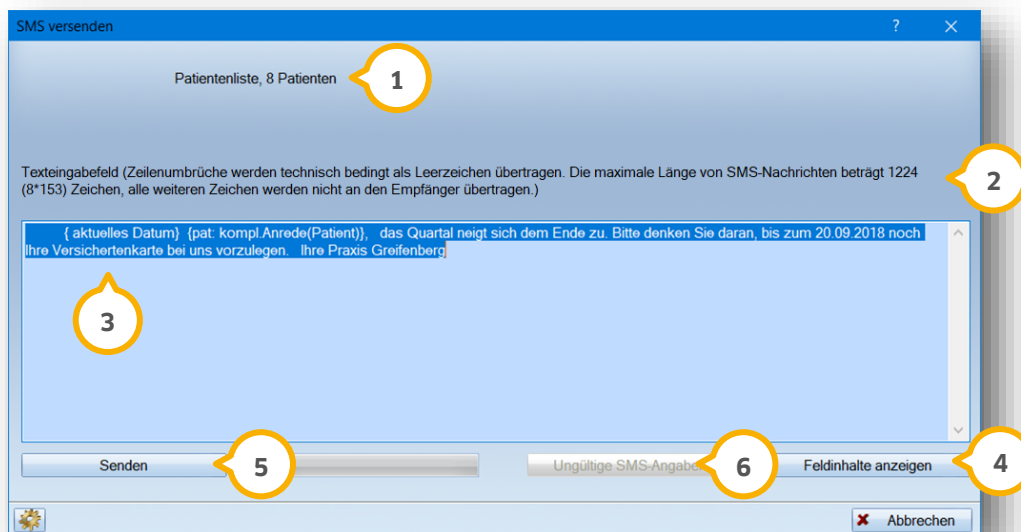 SMS versenden ? ×
Patientenliste, 8 Patienten 1
Texteingabefeld (Zeilenumbrüche werden technisch bedingt als Leerzeichen übertragen. Die maximale Länge von SMS-Nachrichten beträgt 1224
(8*153) Zeichen, alle weiteren Zeichen werden nicht an den Empfänger übertragen.)
2
{ aktuelles Datum} {pat: kompl.Anrede(Patient)}, das Quartal neigt sich dem Ende zu. Bitte denken Sie daran, bis zum 20.09.2018 noch
Ihre Versichertenkarte bei uns vorzulegen. Ihre Praxis Greifenberg
3
Senden 5 Ungültige SMS-Angabe 6 Feldinhalte anzeigen 4
Abbrechen